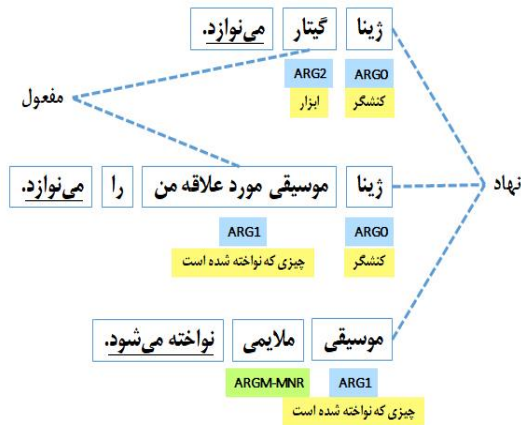 ژینا گیتار می‌نوازد.
ARG0 ARG2
کنشگر ابزار
مفعول
نهاد
ژینا موسیقی مورد علاقه من را می‌نوازد.
ARG0 ARG1
کنشگر چیزی که نواخته شده است
موسیقی ملایمی نواخته می‌شود.
ARG1 ARGM-MNR
چیزی که نواخته شده است